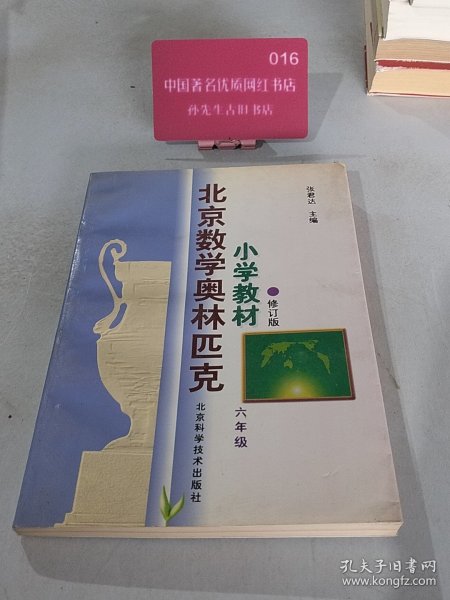 016
中国著名优质网红书店
孙先生古旧书店
张君达 主编
北京数学奥林匹克
小学教材
修订版
六年级
北京科学技术出版社
孔夫子旧书网
www.kongfz.com